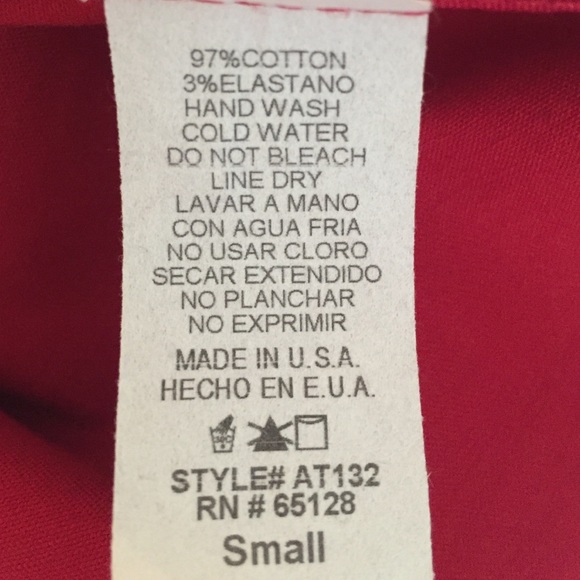 97%COTTON
3%ELASTANO
HAND WASH
COLD WATER
DO NOT BLEACH
LINE DRY
LAVAR A MANO
CON AGUA FRIA
NO USAR CLORO
SECAR EXTENDIDO
NO PLANCHAR
NO EXPRIMIR
MADE IN U.S.A.
HECHO EN E.U.A.
STYLE# AT132
RN # 65128
Small